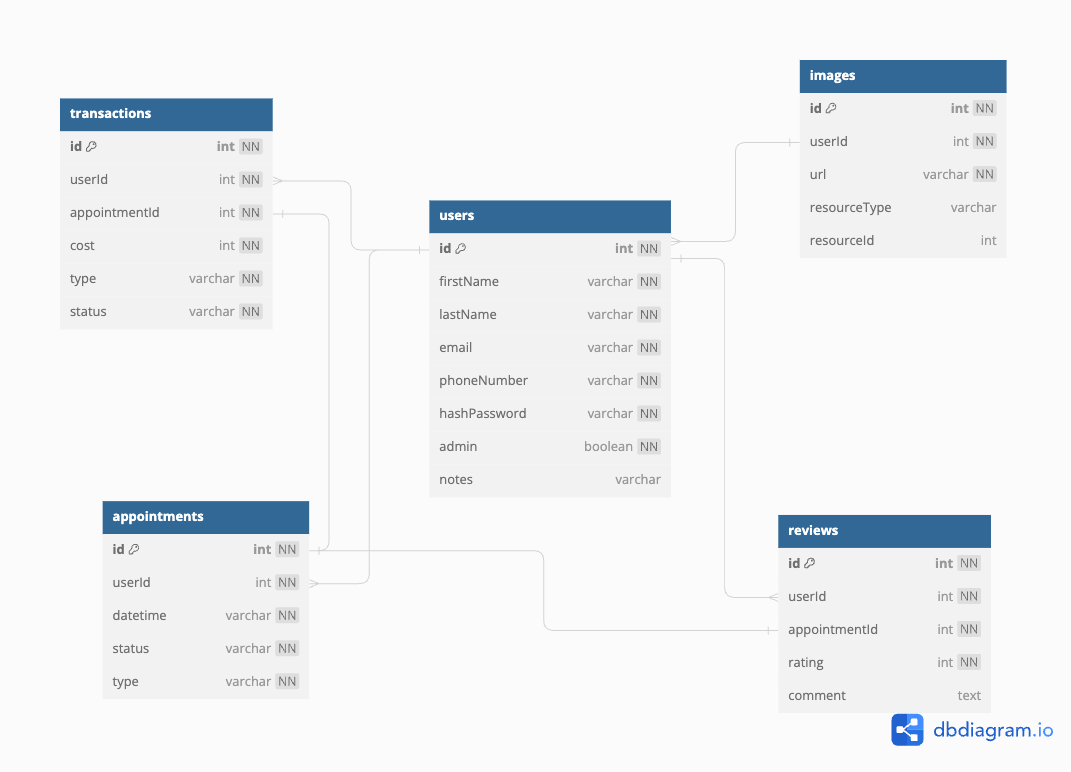 transactions
id int NN
userId int NN
appointmentId int NN
cost int NN
type varchar NN
status varchar NN
images
id int NN
userId int NN
url varchar NN
resourceType varchar
resourceId int
users
id int NN
firstName varchar NN
lastName varchar NN
email varchar NN
phoneNumber varchar NN
hashPassword varchar NN
admin boolean NN
notes varchar
appointments
id int NN
userId int NN
datetime varchar NN
status varchar NN
type varchar NN
reviews
id int NN
userId int NN
appointmentId int NN
rating int NN
comment text
dbdiagram.io